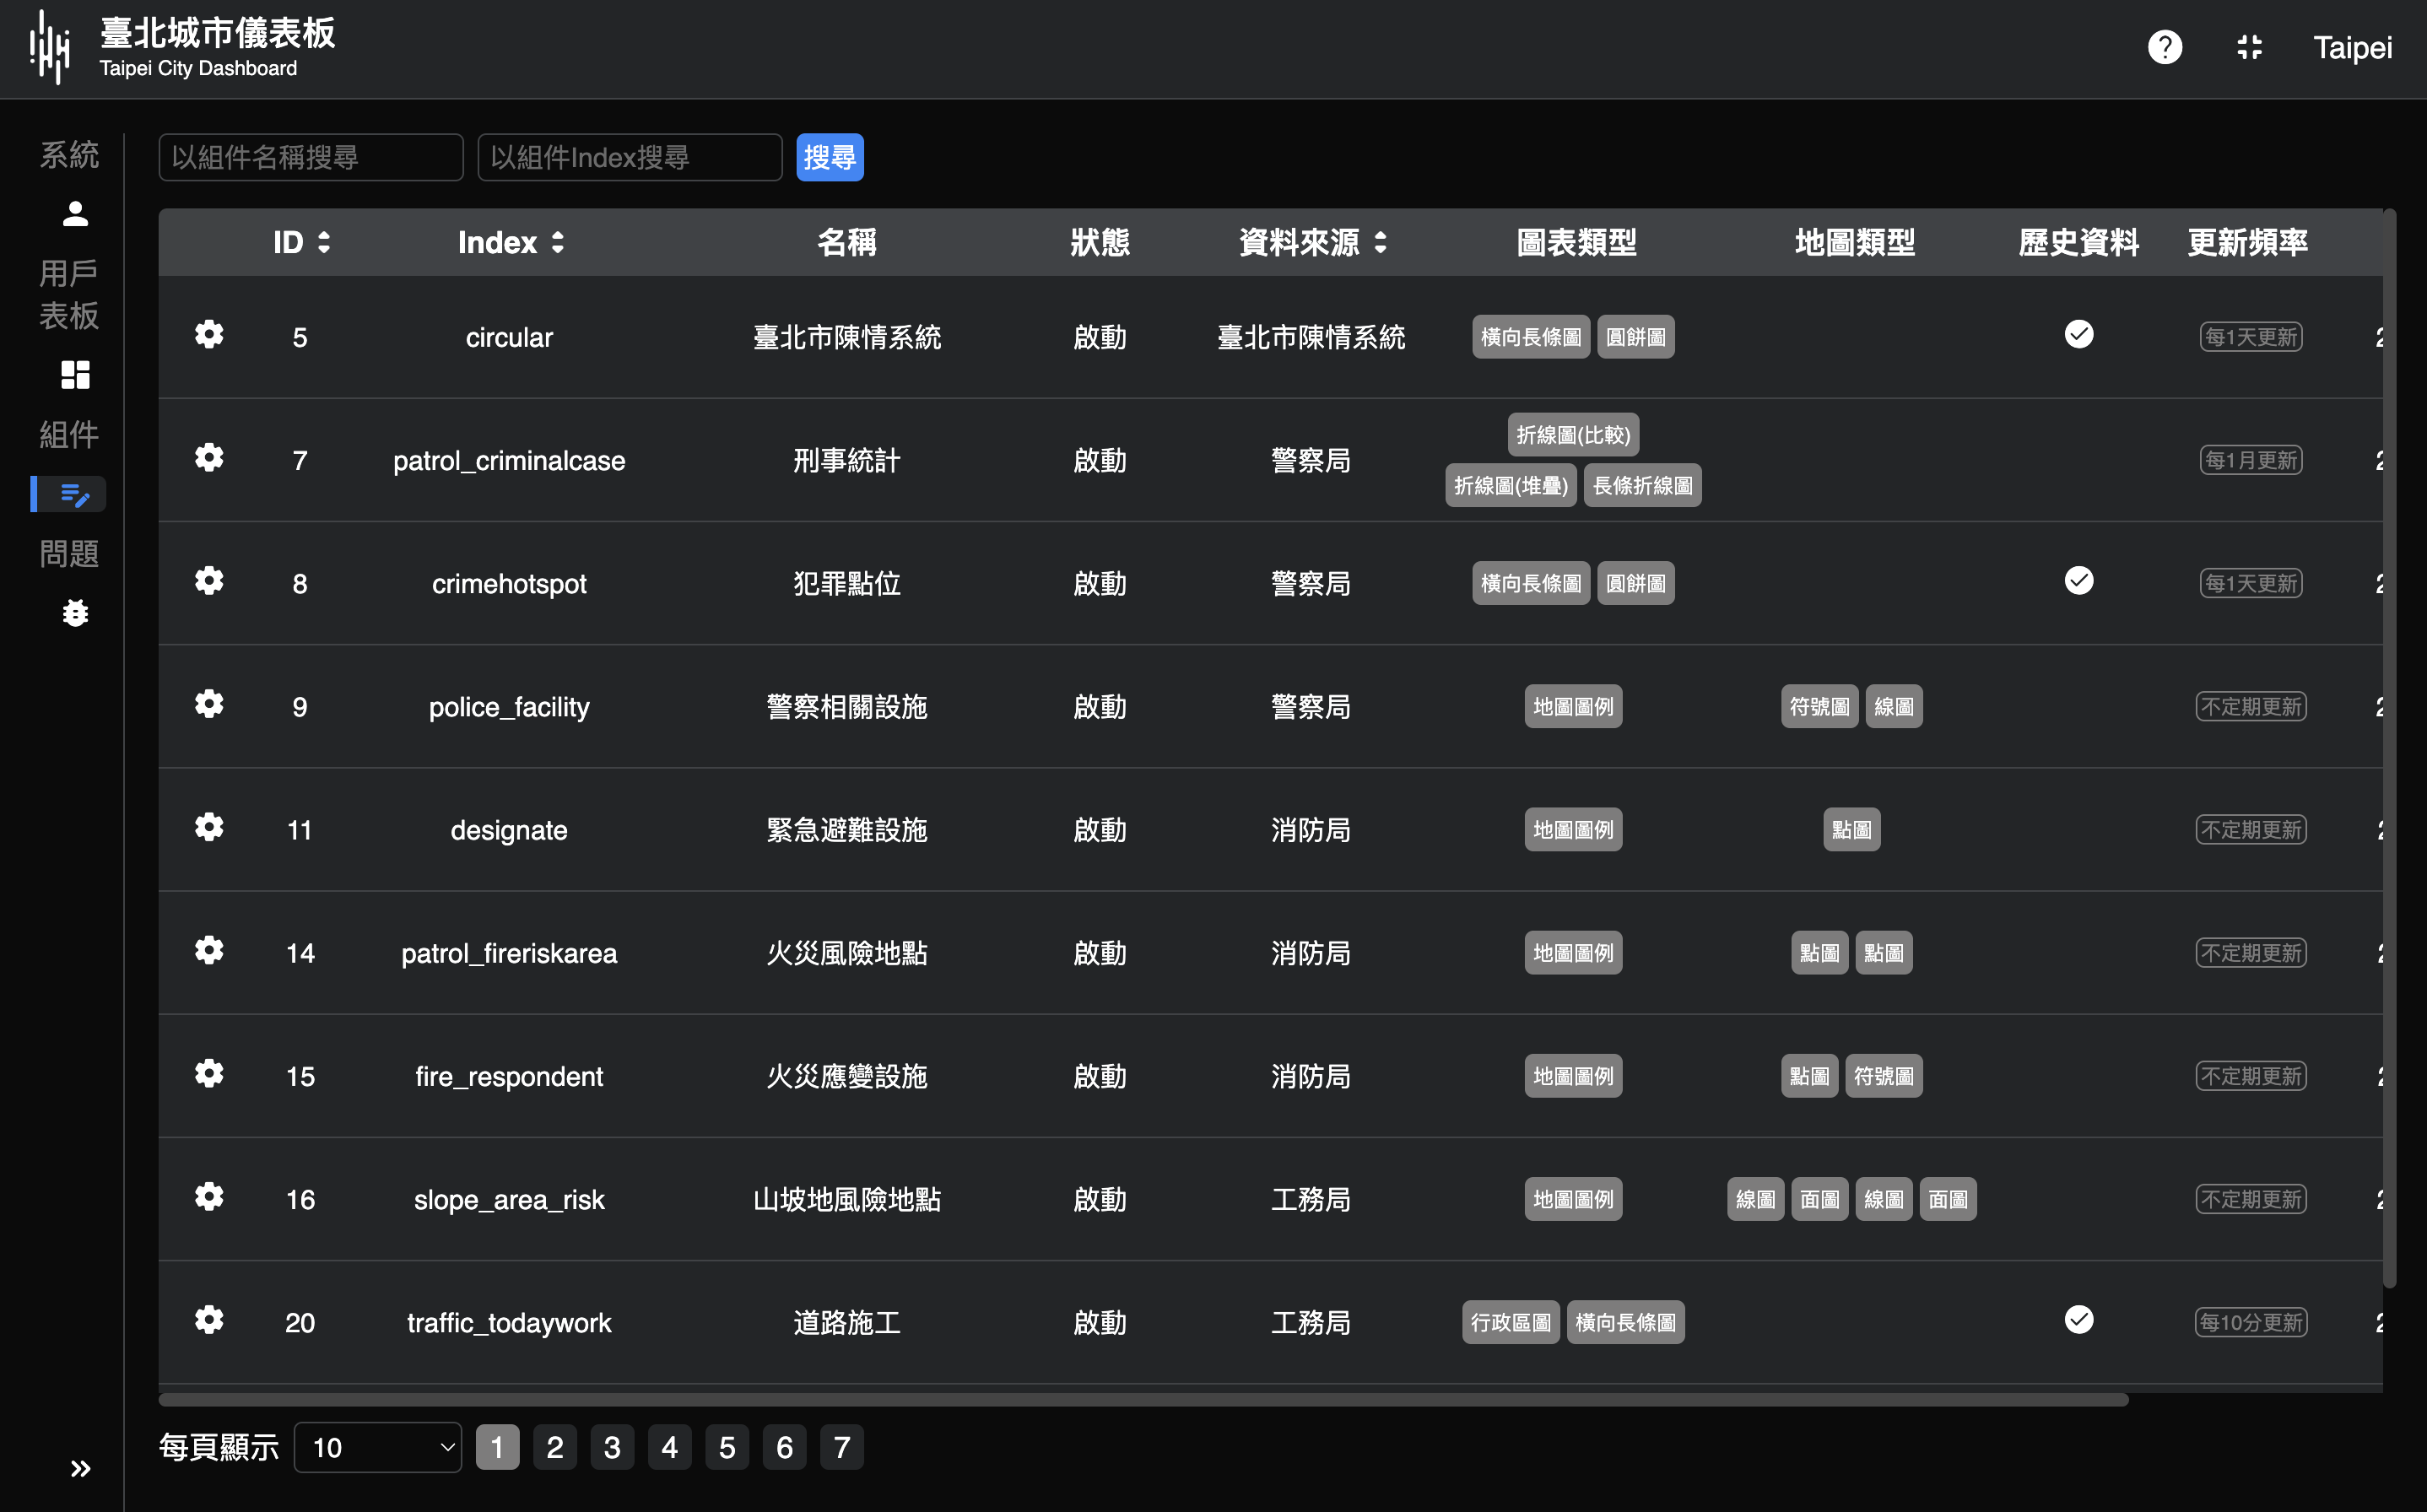 臺北城市儀表板
Taipei City Dashboard
Taipei
系統
用戶
表板
組件
問題
以組件名稱搜尋 以組件Index搜尋 搜尋
ID Index 名稱 狀態 資料來源 圖表類型 地圖類型 歷史資料 更新頻率
5 circular 臺北市陳情系統 啟動 臺北市陳情系統 橫向長條圖 圓餅圖 每1天更新
7 patrol_criminalcase 刑事統計 啟動 警察局 折線圖(比較) 折線圖(堆疊) 長條折線圖 每1月更新
8 crimehotspot 犯罪點位 啟動 警察局 橫向長條圖 圓餅圖 每1天更新
9 police_facility 警察相關設施 啟動 警察局 地圖圖例 符號圖 線圖 不定期更新
11 designate 緊急避難設施 啟動 消防局 地圖圖例 點圖 不定期更新
14 patrol_fireriskarea 火災風險地點 啟動 消防局 地圖圖例 點圖 點圖 不定期更新
15 fire_respondent 火災應變設施 啟動 消防局 地圖圖例 點圖 符號圖 不定期更新
16 slope_area_risk 山坡地風險地點 啟動 工務局 地圖圖例 線圖 面圖 線圖 面圖 不定期更新
20 traffic_todaywork 道路施工 啟動 工務局 行政區圖 橫向長條圖 每10分更新
每頁顯示 10 1 2 3 4 5 6 7